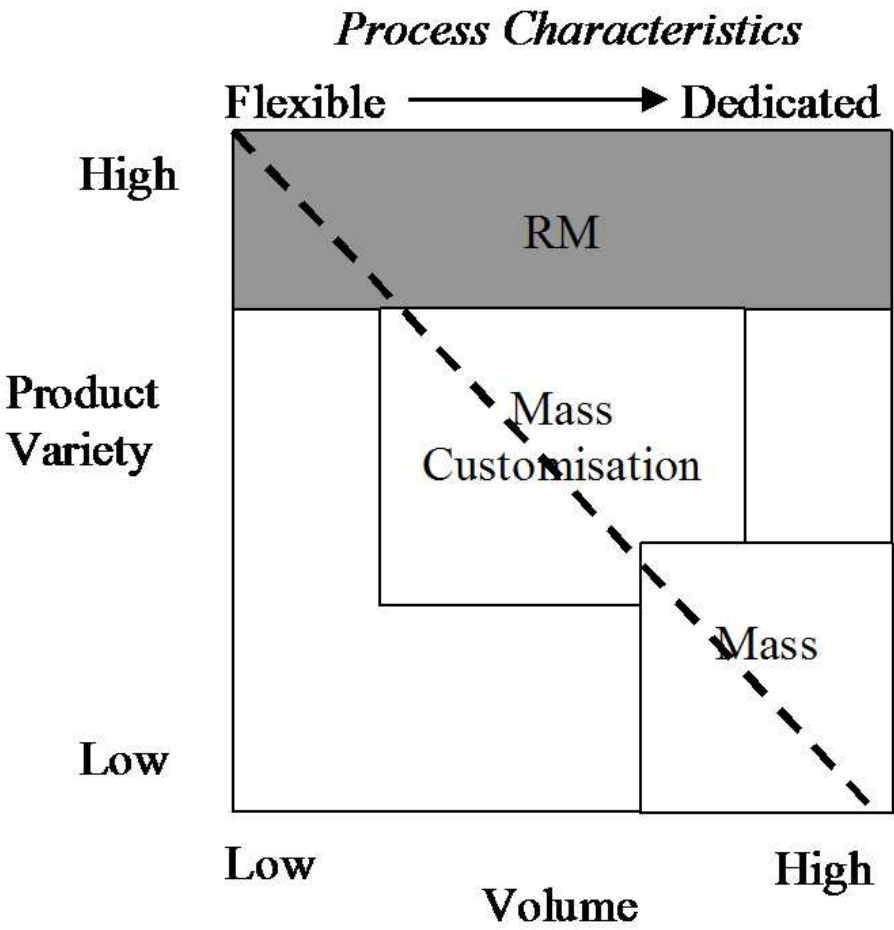 Process Characteristics
Flexible Dedicated
High
RM
Product
Variety
Mass
Customisation
Mass
Low
Low
High
Volume